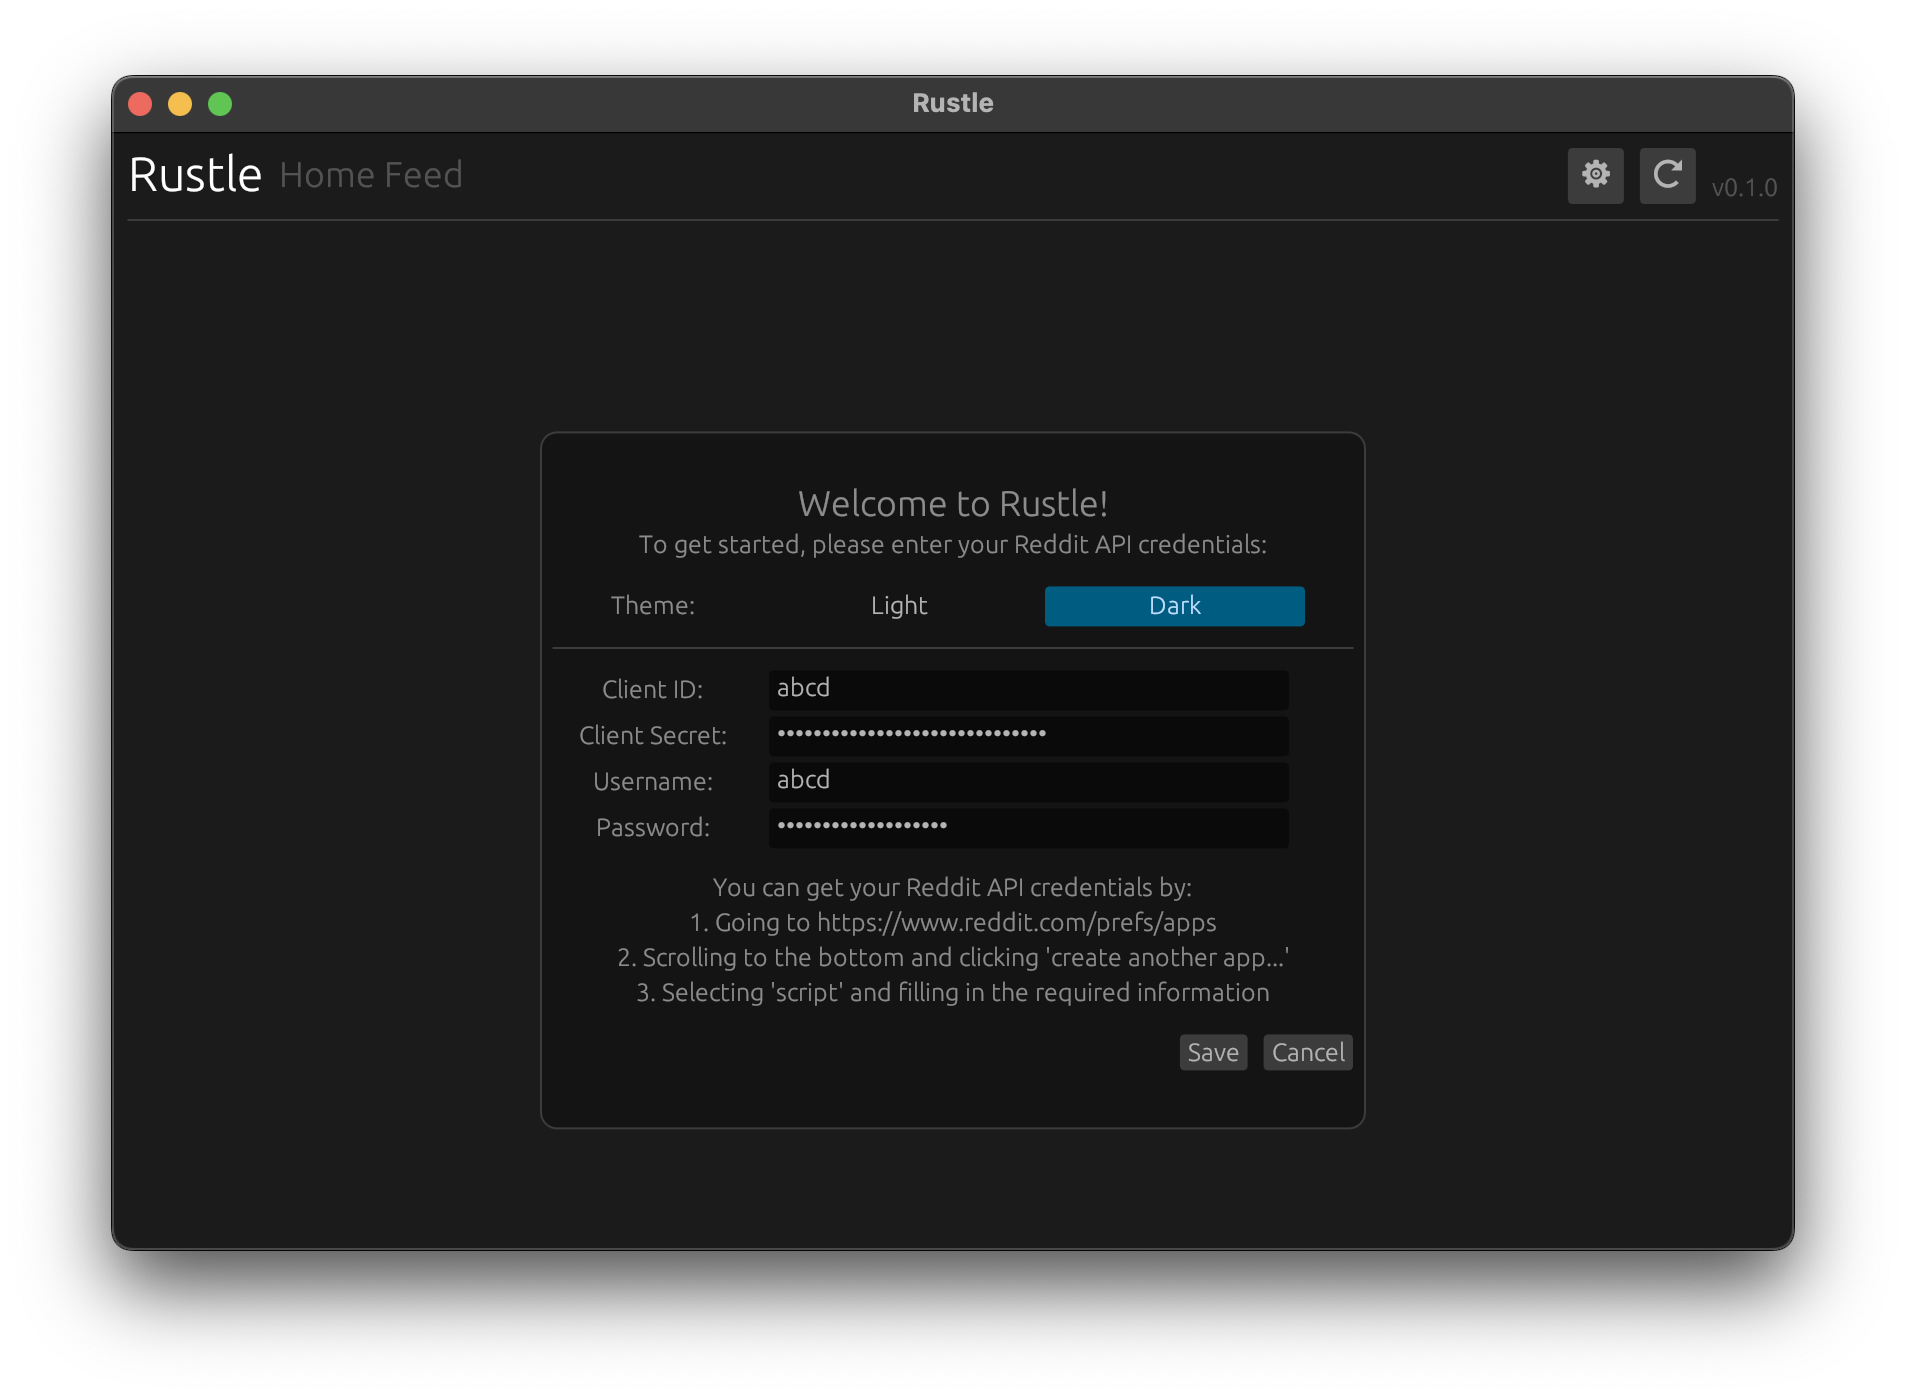 Rustle
Rustle Home Feed v0.1.0
Welcome to Rustle!
To get started, please enter your Reddit API credentials:
Theme: Light Dark
Client ID: abcd
Client Secret: ••••••••••••••••••••••••••••••
Username: abcd
Password: •••••••••••••••••••
You can get your Reddit API credentials by:
1. Going to https://www.reddit.com/prefs/apps
2. Scrolling to the bottom and clicking 'create another app...'
3. Selecting 'script' and filling in the required information
Save Cancel